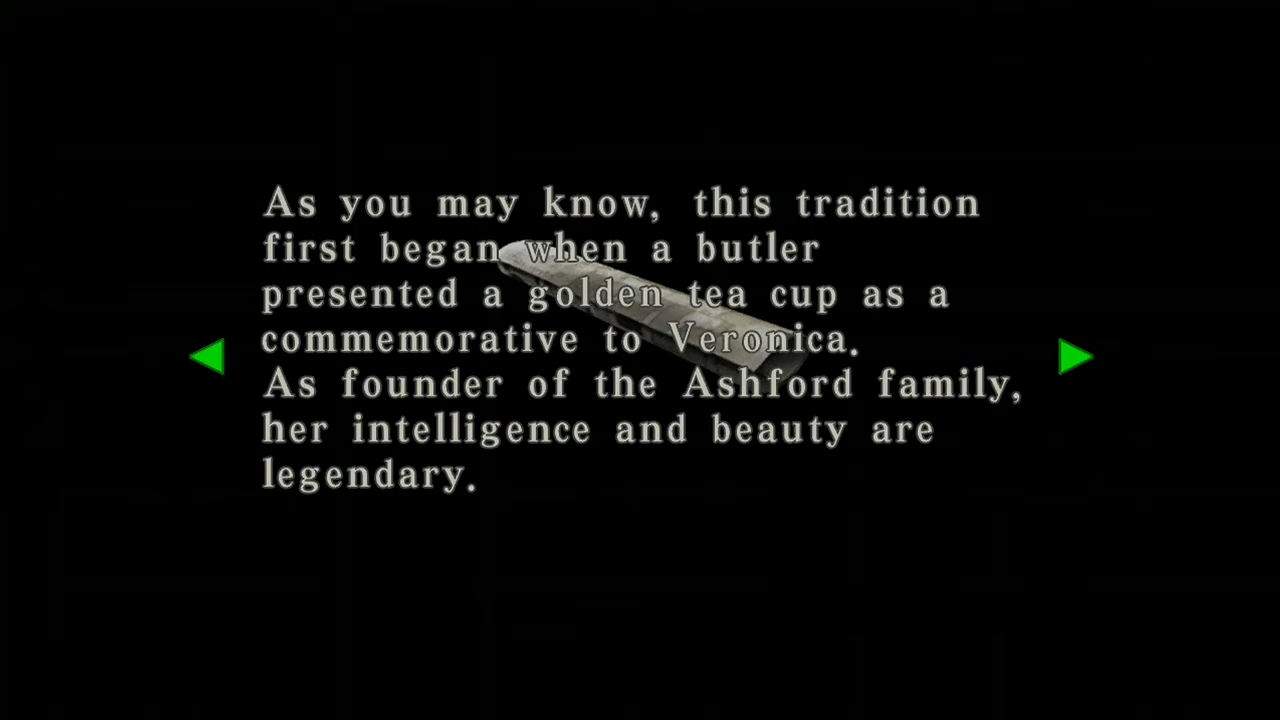 As you may know, this tradition
first began when a butler
presented a golden tea cup as a
commemorative to Veronica.
As founder of the Ashford family,
her intelligence and beauty are
legendary.